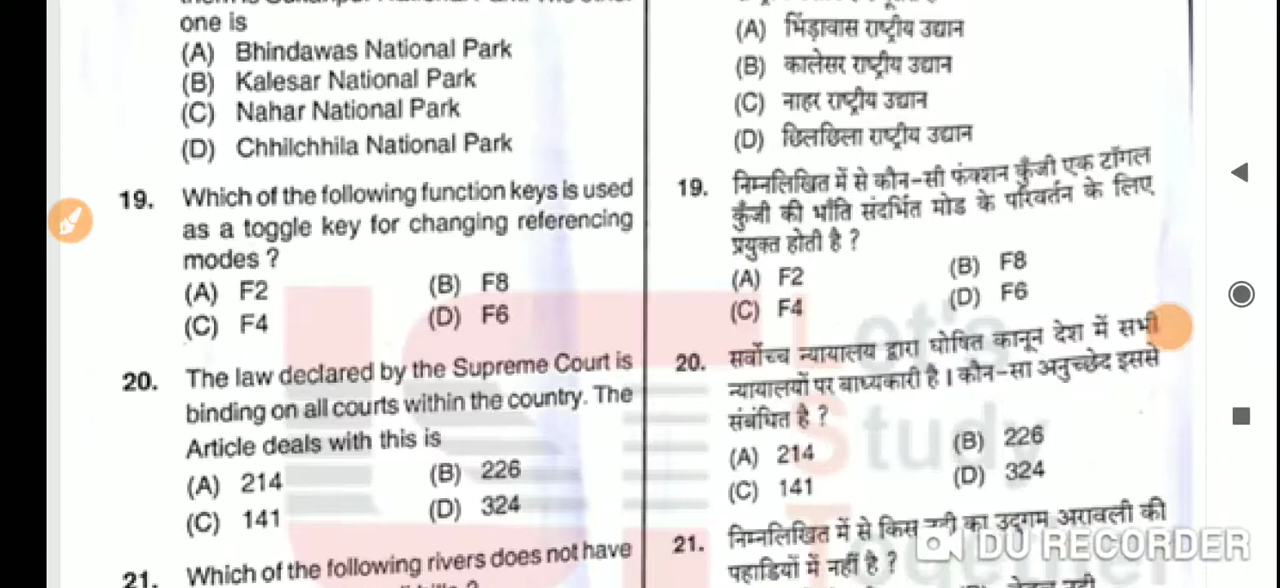 one is
(A) Bhindawas National Park
(B) Kalesar National Park
(C) Nahar National Park
(D) Chhilchhila National Park
19. Which of the following function keys is used
as a toggle key for changing referencing
modes ?
(A) F2 (B) F8
(C) F4 (D) F6
20. The law declared by the Supreme Court is
binding on all courts within the country. The
Article deals with this is
(A) 214 (B) 226
(C) 141 (D) 324
21. Which of the following rivers does not have
(A) भिंड़ावास राष्ट्रीय उद्यान
(B) कालेसर राष्ट्रीय उद्यान
(C) नाहर राष्ट्रीय उद्यान
(D) छिलछिला राष्ट्रीय उद्यान
19. निम्नलिखित में से कौन-सी फंक्शन कुँजी एक टॉगल
कुँजी की भाँति संदर्भित मोड के परिवर्तन के लिए
प्रयुक्त होती है ?
(A) F2 (B) F8
(C) F4 (D) F6
20. सर्वोच्च न्यायालय द्वारा घोषित कानून देश में सभी
न्यायालयों पर बाध्यकारी है । कौन-सा अनुच्छेद इससे
संबंधित है ?
(A) 214 (B) 226
(C) 141 (D) 324
21. निम्नलिखित में से किस का उद्गम अरावली की
पहाडियों में नहीं है ?
Let's
Study
Together
DU RECORDER